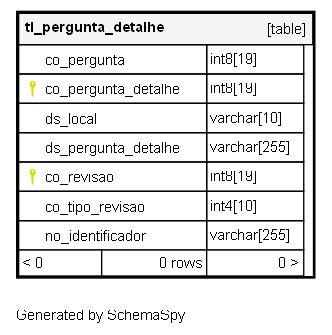 tl_pergunta_detalhe [table]
co_pergunta int8[19]
co_pergunta_detalhe int8[19]
ds_local varchar[10]
ds_pergunta_detalhe varchar[255]
co_revisao int8[19]
co_tipo_revisao int4[10]
no_identificador varchar[255]
< 0 0 rows 0 >
Generated by SchemaSpy